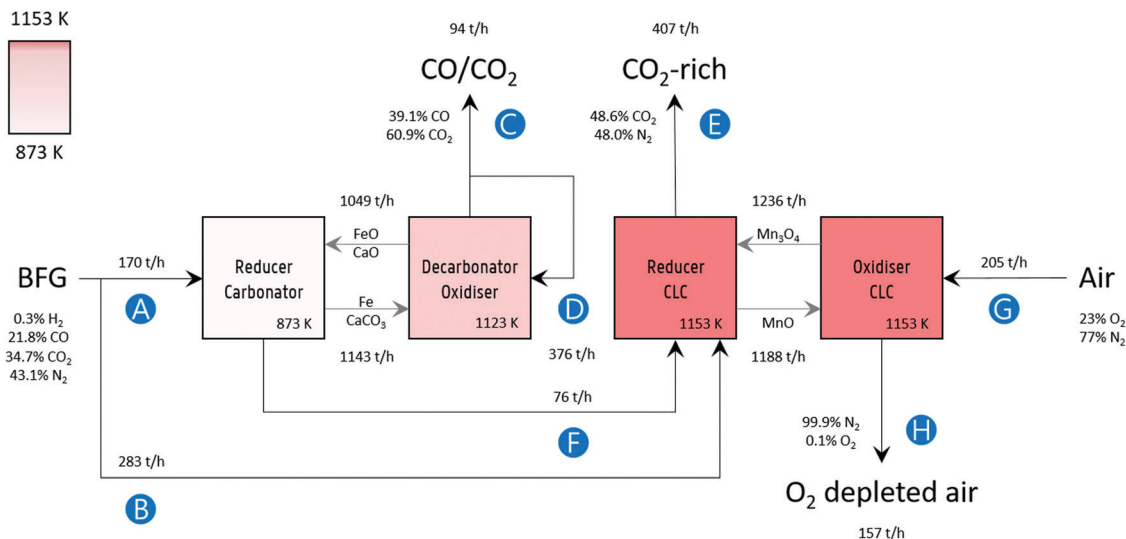 1153 K
873 K
94 t/h
CO/CO₂
39.1% CO
60.9% CO₂
C
407 t/h
CO₂-rich
48.6% CO₂
48.0% N₂
E
BFG
0.3% H₂
21.8% CO
34.7% CO₂
43.1% N₂
170 t/h
A
Reducer
Carbonator
873 K
1049 t/h
FeO
CaO
Fe
CaCO₃
1143 t/h
Decarbonator
Oxidiser
1123 K
D
376 t/h
Reducer
CLC
1153 K
1236 t/h
Mn₃O₄
MnO
1188 t/h
Oxidiser
CLC
1153 K
205 t/h
G
Air
23% O₂
77% N₂
76 t/h
F
283 t/h
B
99.9% N₂
0.1% O₂
H
O₂ depleted air
157 t/h